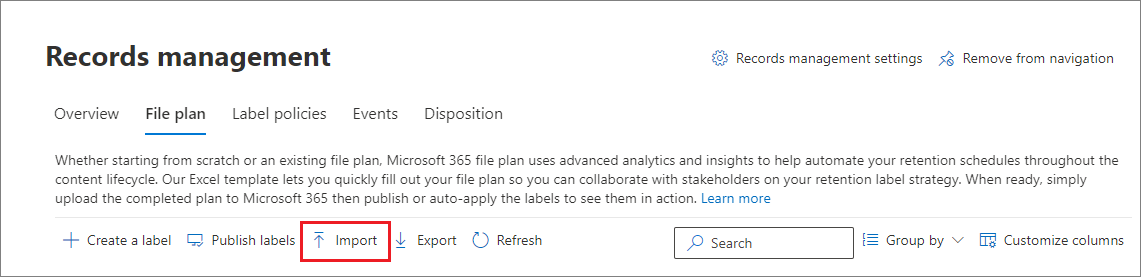 Records management
Records management settings Remove from navigation
Overview File plan Label policies Events Disposition
Whether starting from scratch or an existing file plan, Microsoft 365 file plan uses advanced analytics and insights to help automate your retention schedules throughout the
content lifecycle. Our Excel template lets you quickly fill out your file plan so you can collaborate with stakeholders on your retention label strategy. When ready, simply
upload the completed plan to Microsoft 365 then publish or auto-apply the labels to see them in action. Learn more
Create a label Publish labels Import Export Refresh Search Group by Customize columns